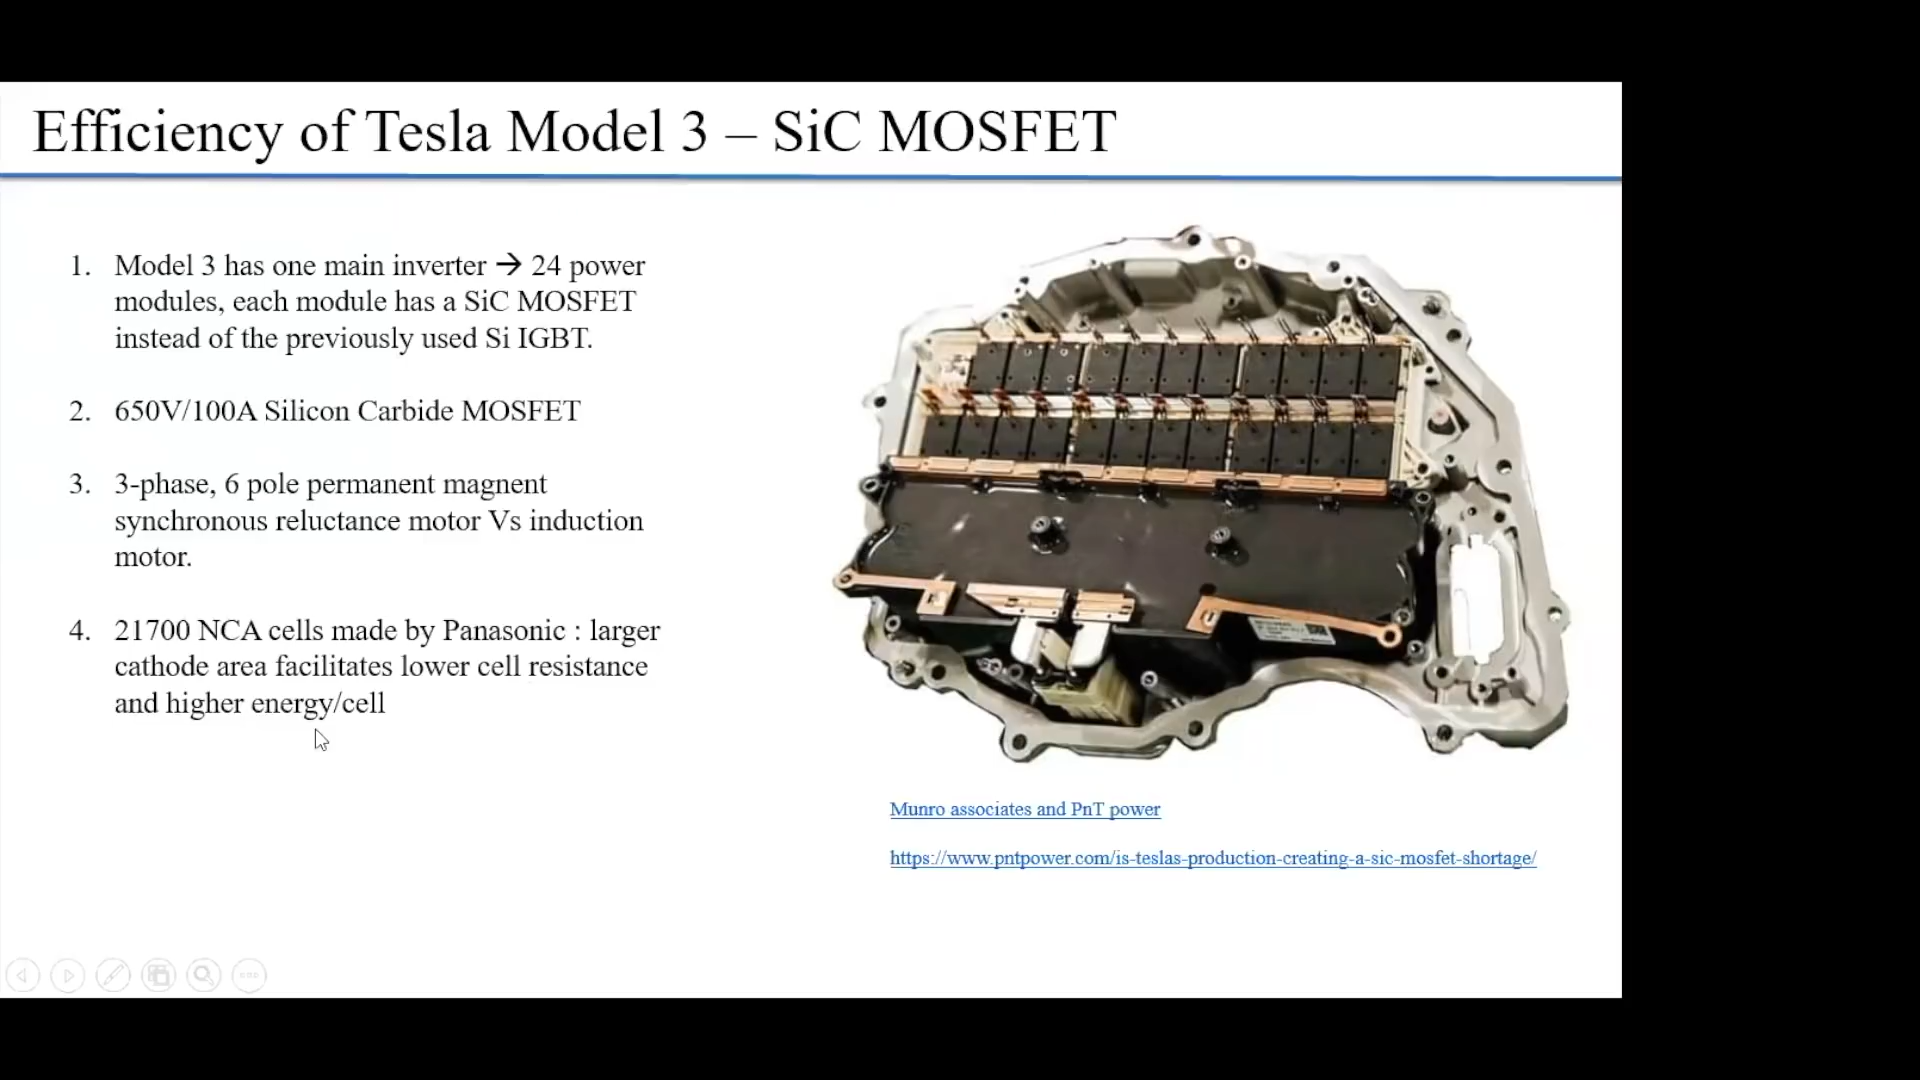 Efficiency of Tesla Model 3 – SiC MOSFET
1. Model 3 has one main inverter → 24 power
modules, each module has a SiC MOSFET
instead of the previously used Si IGBT.
2. 650V/100A Silicon Carbide MOSFET
3. 3-phase, 6 pole permanent magnent
synchronous reluctance motor Vs induction
motor.
4. 21700 NCA cells made by Panasonic : larger
cathode area facilitates lower cell resistance
and higher energy/cell
Munro associates and PnT power
https://www.pntpower.com/is-teslas-production-creating-a-sic-mosfet-shortage/